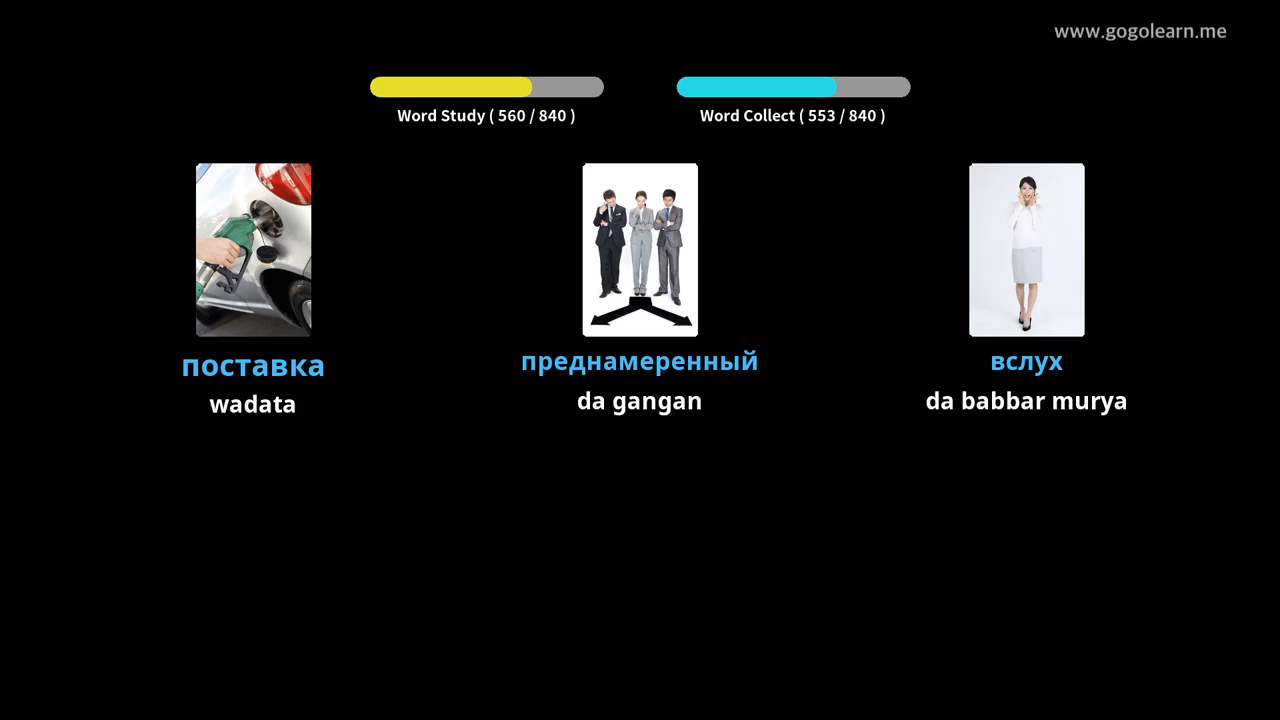 www.gogolearn.me
Word Study ( 560 / 840 )
Word Collect ( 553 / 840 )
поставка
wadata
преднамеренный
da gangan
вслух
da babbar murya